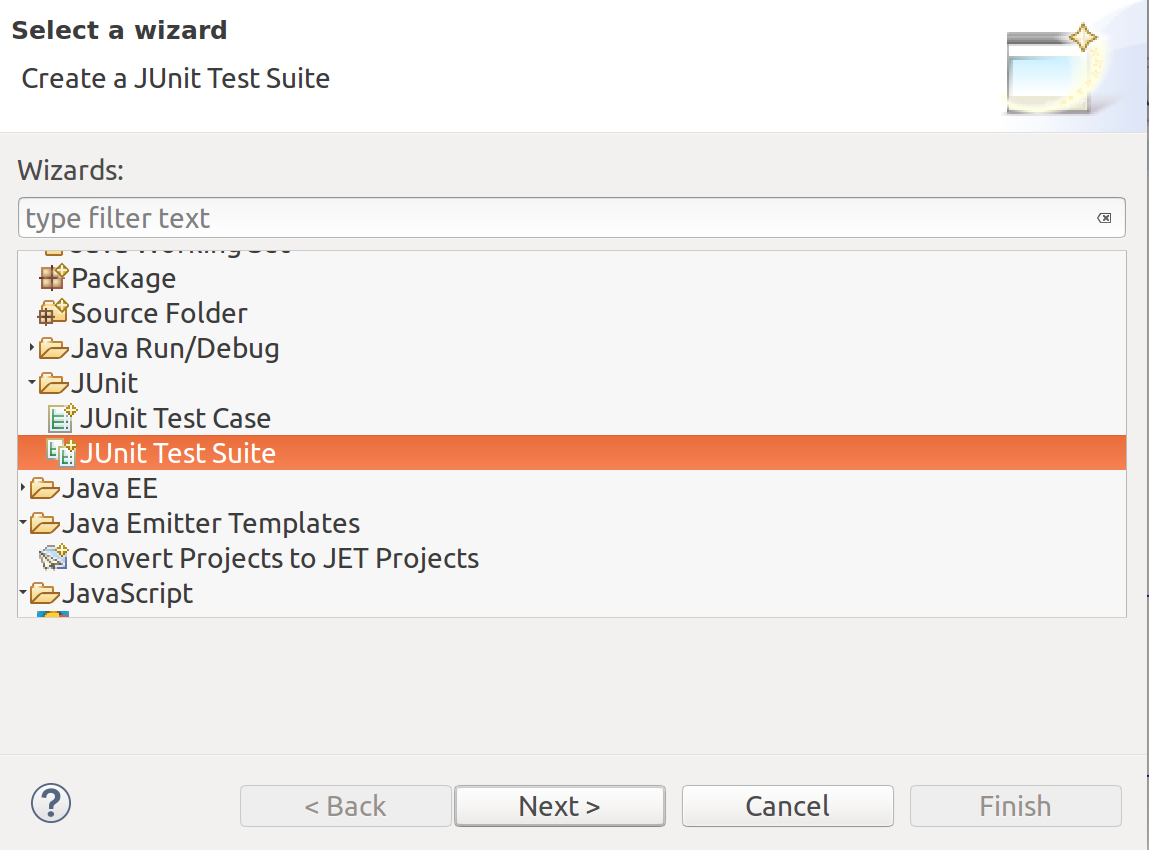 Select a wizard
Create a JUnit Test Suite
Wizards:
type filter text
Package
Source Folder
Java Run/Debug
JUnit
JUnit Test Case
JUnit Test Suite
Java EE
Java Emitter Templates
Convert Projects to JET Projects
JavaScript
? < Back Next > Cancel Finish